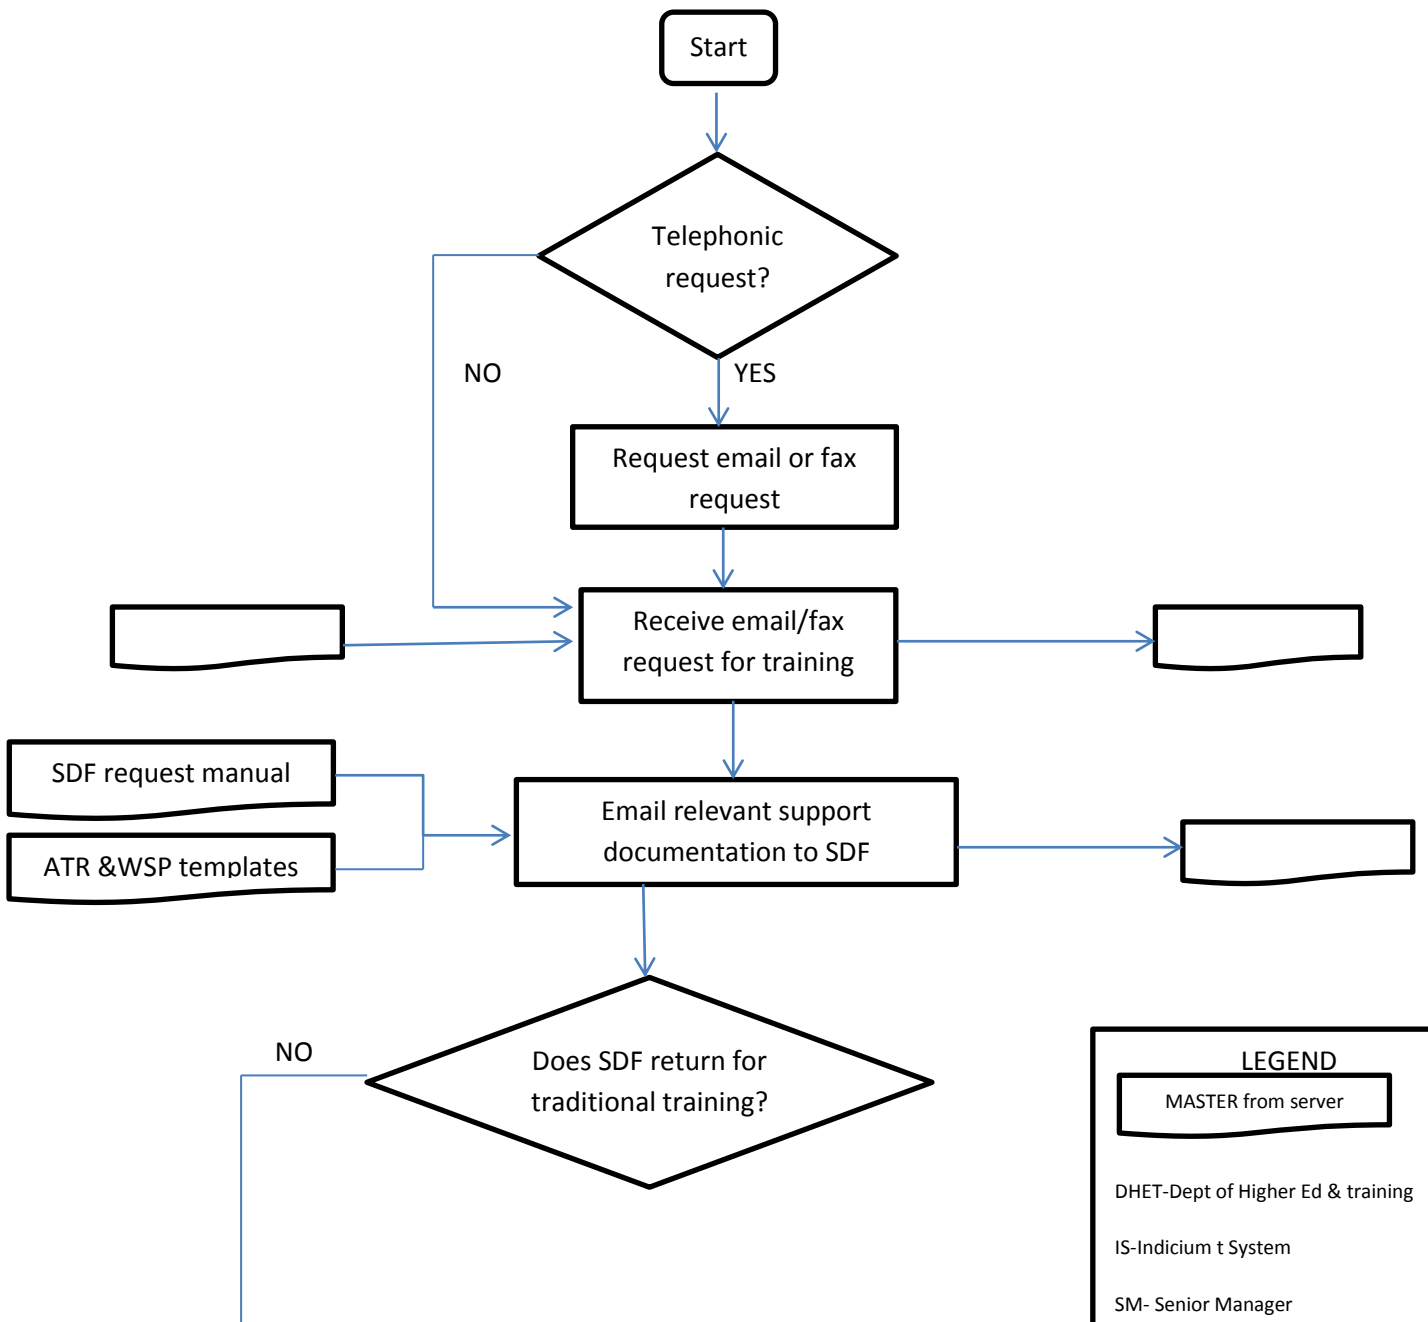 Start
Telephonic
request?
NO
YES
Request email or fax
request
Receive email/fax
request for training
SDF request manual
ATR &WSP templates
Email relevant support
documentation to SDF
NO
Does SDF return for
traditional training?
LEGEND
MASTER from server
DHET-Dept of Higher Ed & training
IS-Indicium t System
SM- Senior Manager